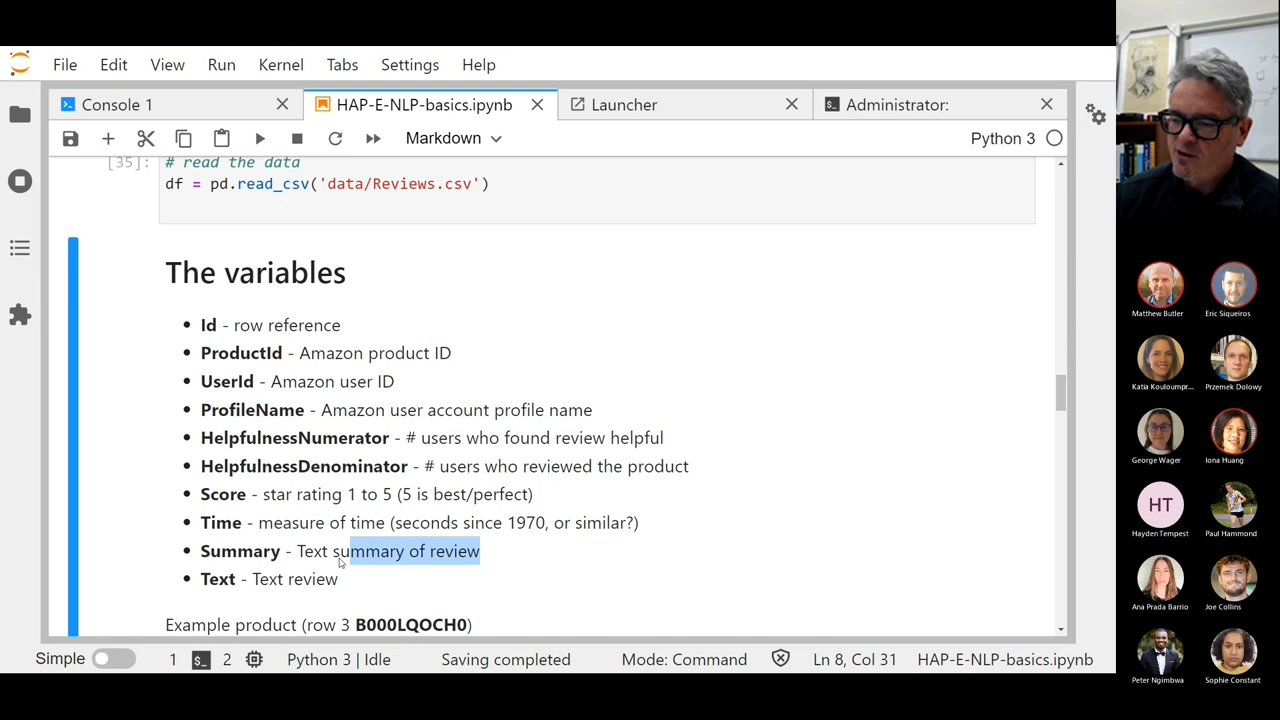 File Edit View Run Kernel Tabs Settings Help
Console 1 HAP-E-NLP-basics.ipynb Launcher Administrator:
Markdown Python 3
[35]: # read the data
df = pd.read_csv('data/Reviews.csv')
The variables
• Id - row reference
• ProductId - Amazon product ID
• UserId - Amazon user ID
• ProfileName - Amazon user account profile name
• HelpfulnessNumerator - # users who found review helpful
• HelpfulnessDenominator - # users who reviewed the product
• Score - star rating 1 to 5 (5 is best/perfect)
• Time - measure of time (seconds since 1970, or similar?)
• Summary - Text summary of review
• Text - Text review
Example product (row 3 B000LQOCH0)
Simple 1 2 Python 3 | Idle Saving completed Mode: Command Ln 8, Col 31 HAP-E-NLP-basics.ipynb
Matthew Butler Eric Siqueiros
Katia Kouloumpr... Przemek Dolowy
George Wager Iona Huang
HT
Hayden Tempest Paul Hammond
Ana Prada Barrio Joe Collins
Peter Ngimbwa Sophie Constant